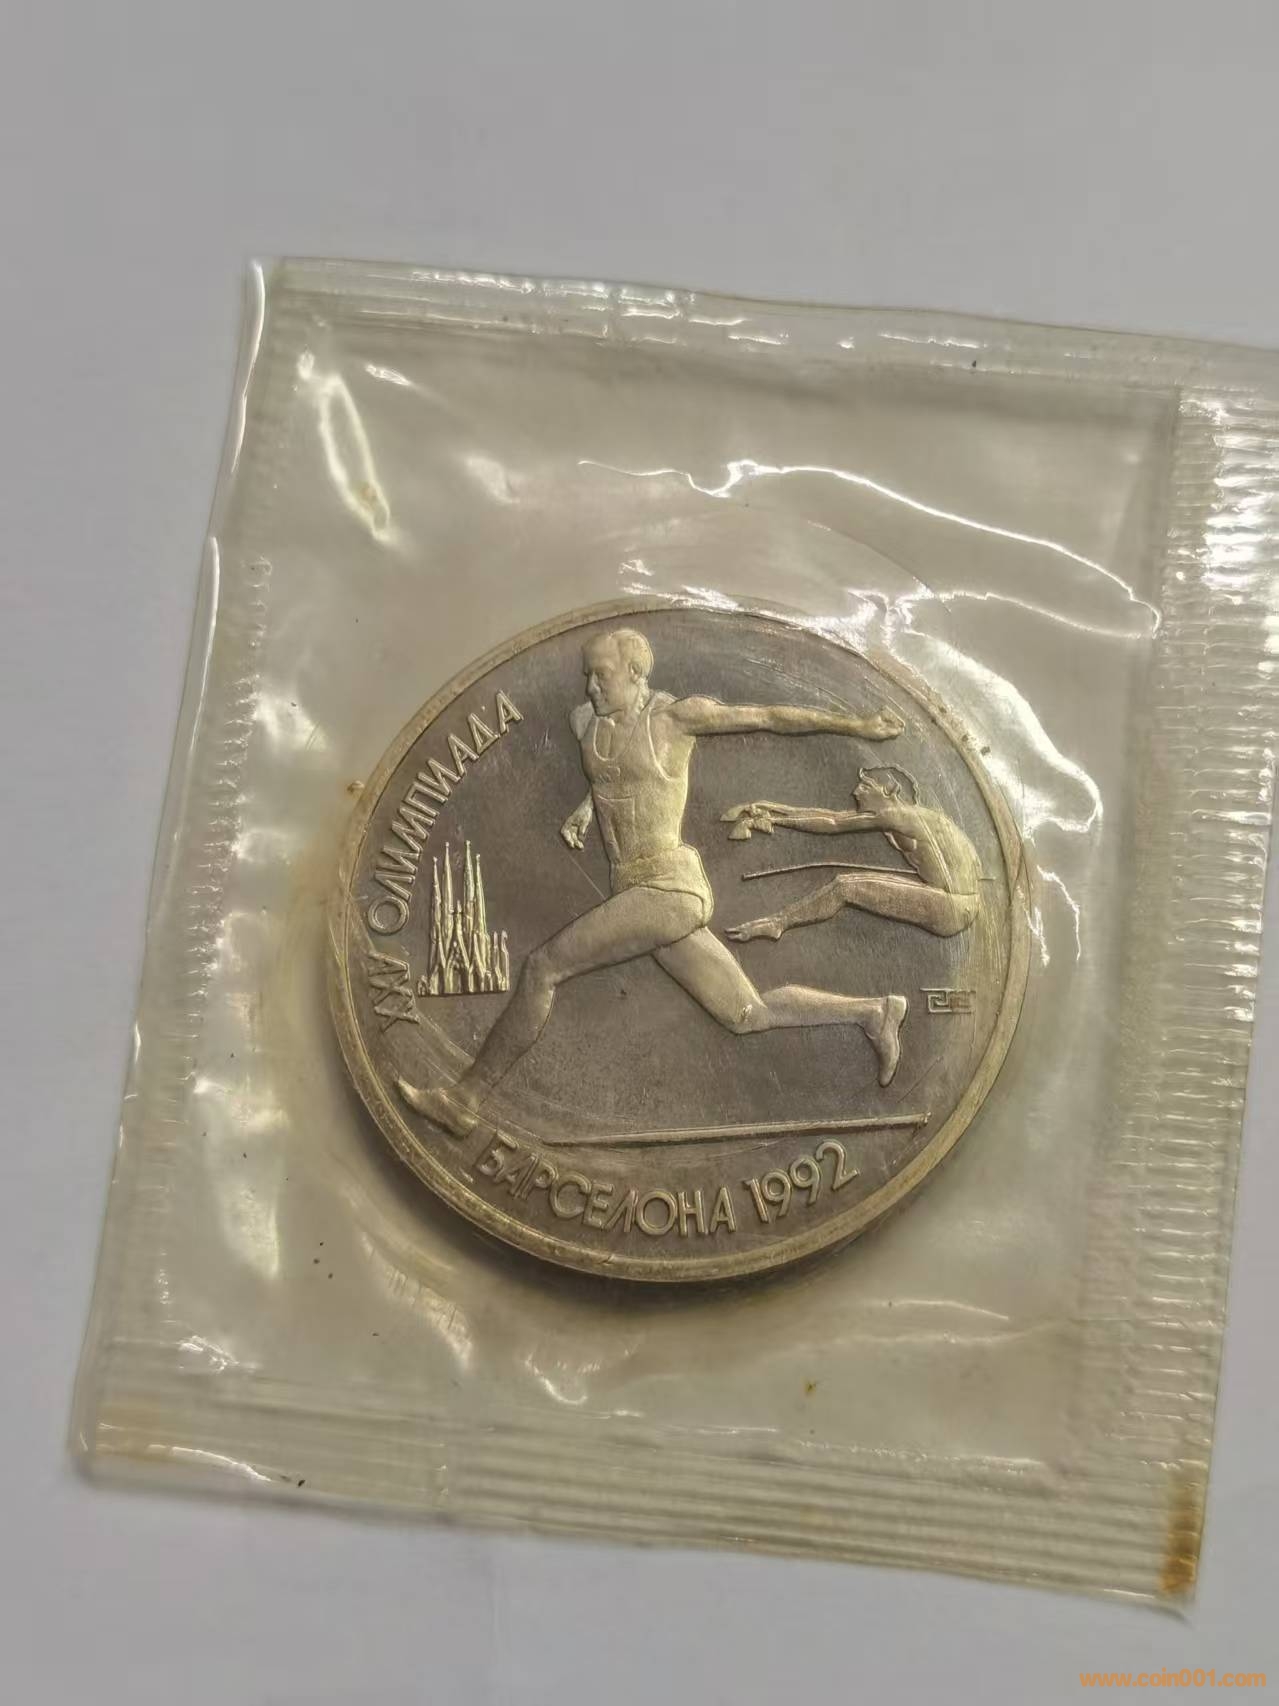 XXV ОЛИМПИАДА
БАРСЕЛОНА 1992
www.coin001.com